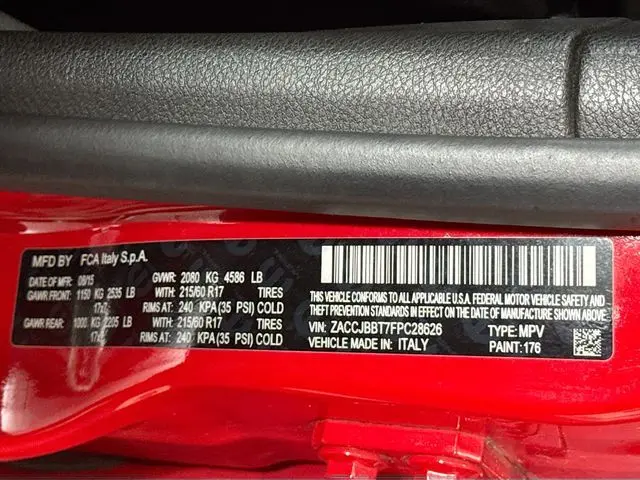 MFD BY FCA Italy S.p.A.
DATE OF MFR 08/15 GVWR: 2080 KG 4586 LB
GAWR FRONT: 1150 KG 2535 LB WITH: 215/60 R17 TIRES
RIMS AT: 240 KPA(35 PSI) COLD
GAWR REAR: 1000 KG 2205 LB WITH: 215/60 R17 TIRES
RIMS AT: 240 KPA(35 PSI) COLD
THIS VEHICLE CONFORMS TO ALL APPLICABLE U.S.A. FEDERAL MOTOR VEHICLE SAFETY AND
THEFT PREVENTION STANDARDS IN EFFECT ON THE DATE OF MANUFACTURE SHOWN ABOVE.
VIN: ZACCJBBT7FPC28626 TYPE: MPV
VEHICLE MADE IN: ITALY PAINT: 176